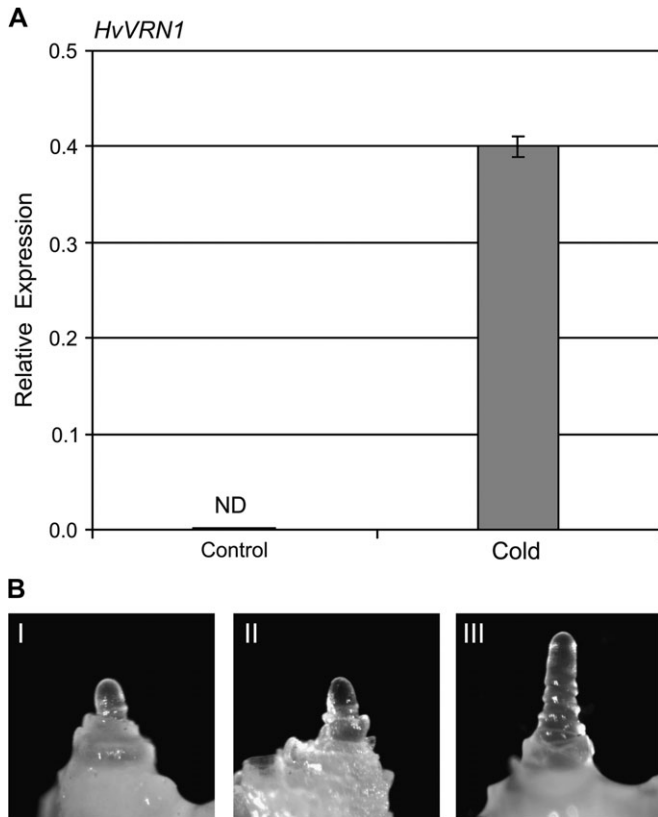 A
HvVRN1
0.5
0.4
0.3
0.2
0.1
0.0
Relative Expression
ND
Control
Cold
B
I
II
III